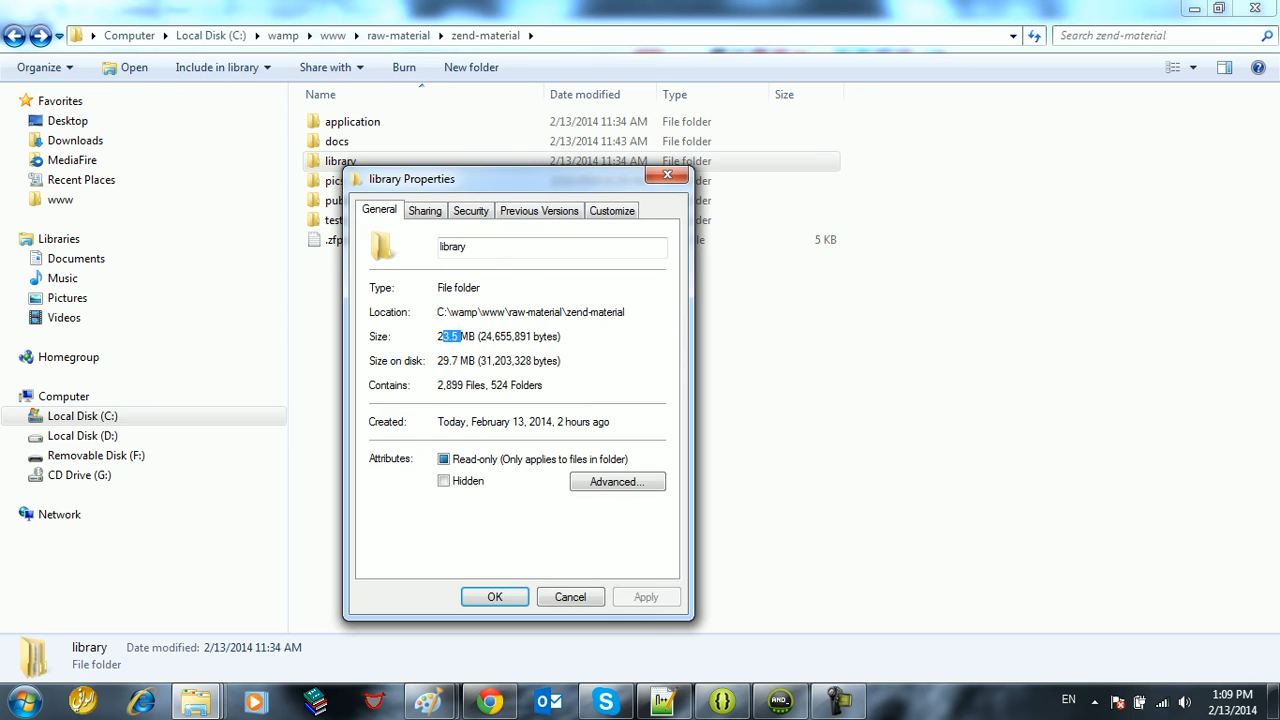 Computer Local Disk (C:) wamp www raw-material zend-material
Search zend-material
Organize Open Include in library Share with Burn New folder
Name Date modified Type Size
Favorites
Desktop
Downloads
MediaFire
Recent Places
www
Libraries
Documents
Music
Pictures
Videos
Homegroup
Computer
Local Disk (C:)
Local Disk (D:)
Removable Disk (F:)
CD Drive (G:)
Network
application 2/13/2014 11:34 AM File folder
docs 2/13/2014 11:43 AM File folder
library 2/13/2014 11:34 AM File folder
5 KB
library Properties
General Sharing Security Previous Versions Customize
library
Type: File folder
Location: C:\wamp\www\raw-material\zend-material
Size: 23.5 MB (24,655,891 bytes)
Size on disk: 29.7 MB (31,203,328 bytes)
Contains: 2,899 Files, 524 Folders
Created: Today, February 13, 2014, 2 hours ago
Attributes: Read-only (Only applies to files in folder)
Hidden
Advanced...
OK Cancel Apply
library Date modified: 2/13/2014 11:34 AM
File folder
EN
1:09 PM
2/13/2014